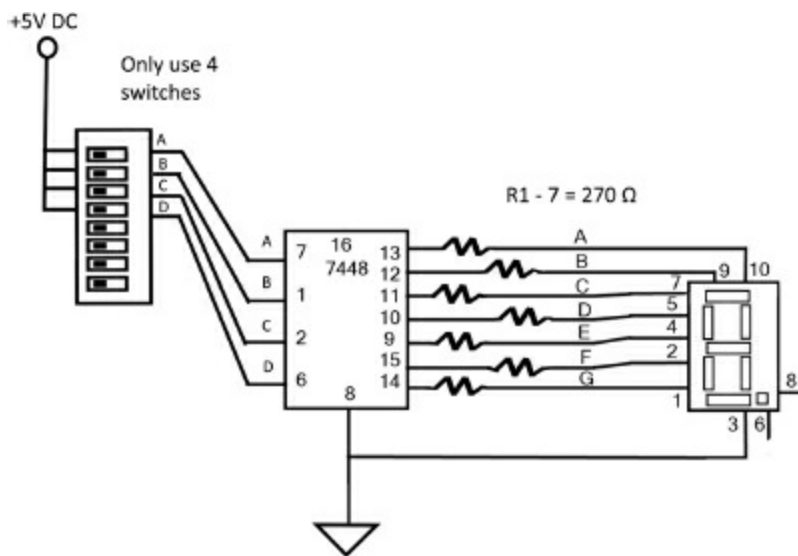 +5V DC
Only use 4
switches
A
B
C
D
R1 - 7 = 270 Ω
A
B
C
D
7
1
2
6
16
7448
8
13
12
11
10
9
15
14
A
B
C
D
E
F
G
9 10
7
5
4
2
1
3 6
8